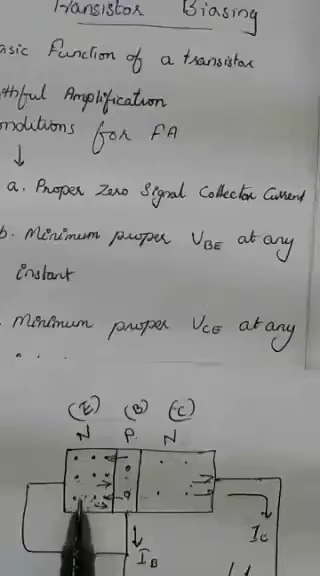 Transistor Biasing
asic Function of a transistor
thful Amplification
nditions for FA
a. Proper Zero Signal Collector Current
b. Minimum proper VBE at any
instant
Minimum proper VCE at any
(E) (B) (C)
N P N
IB
IC